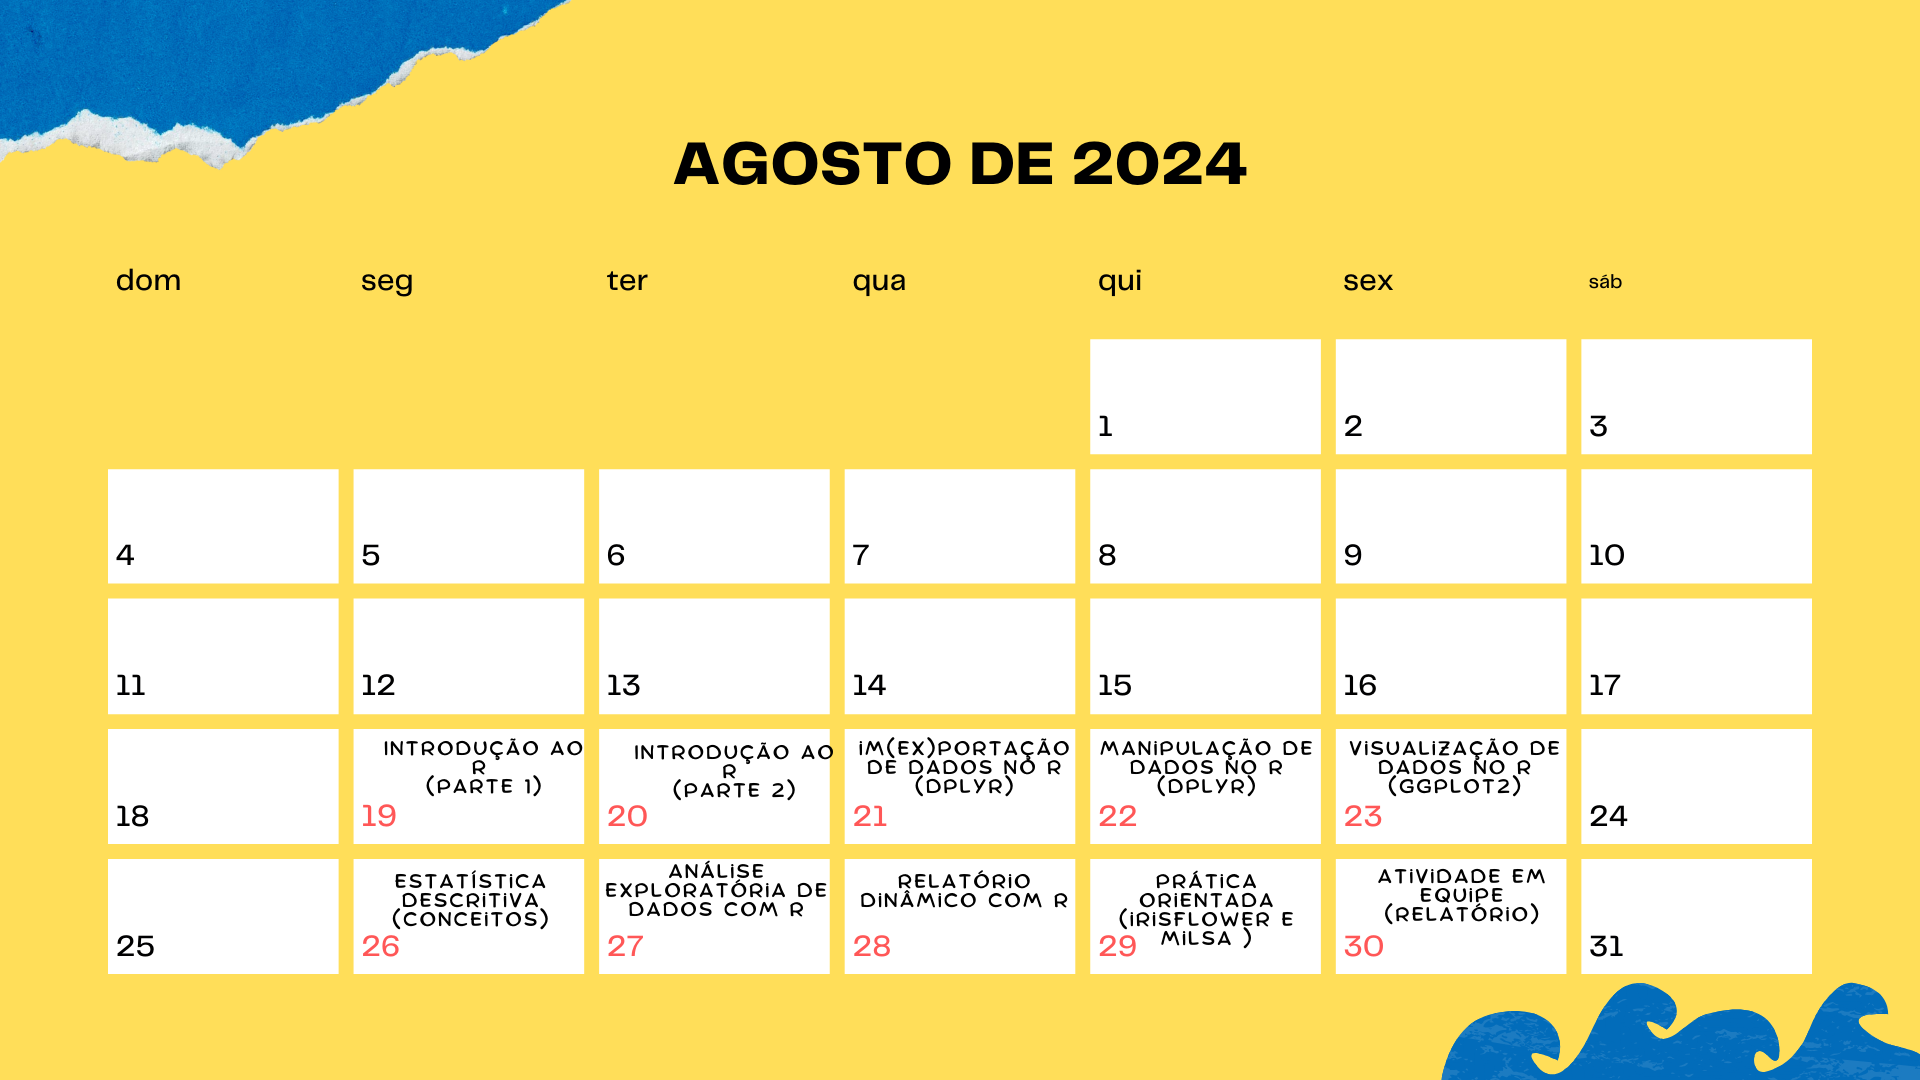 AGOSTO DE 2024
dom seg ter qua qui sex sáb
1 2 3
4 5 6 7 8 9 10
11 12 13 14 15 16 17
INTRODUÇÃO AO
R
(PARTE 1)
INTRODUÇÃO AO
R
(PARTE 2)
IM(EX)PORTAÇÃO
DE DADOS NO R
(DPLYR)
MANIPULAÇÃO DE
DADOS NO R
(DPLYR)
VISUALIZAÇÃO DE
DADOS NO R
(GGPLOT2)
18 19 20 21 22 23 24
ESTATÍSTICA
DESCRITIVA
(CONCEITOS)
ANÁLISE
EXPLORATÓRIA DE
DADOS COM R
RELATÓRIO
DINÂMICO COM R
PRÁTICA
ORIENTADA
(IRISFLOWER E
MILSA )
ATIVIDADE EM
EQUIPE
(RELATÓRIO)
25 26 27 28 29 30 31